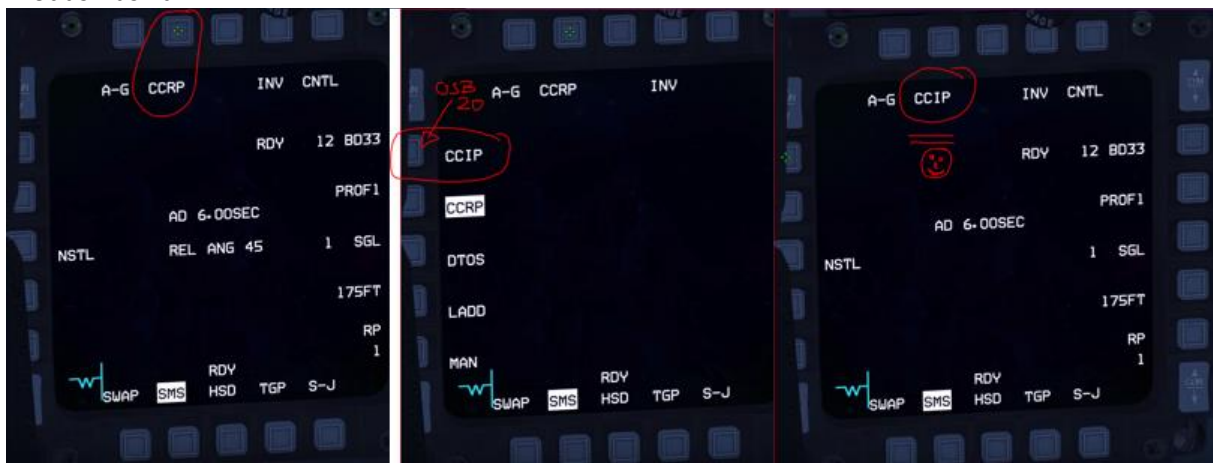 A-G CCRP INV CNTL
RDY 12 BD33
PROF1
AD 6.00SEC
NSTL REL ANG 45 1 SGL
175FT
RP
1
RDY
SWAP SMS HSD TGP S-J
OSB
20
A-G CCRP INV
CCIP
CCRP
DTOS
LADD
MAN
RDY
SWAP SMS HSD TGP S-J
CAGE
A-G CCIP INV CNTL
RDY 12 BD33
PROF1
AD 6.00SEC
NSTL 1 SGL
175FT
RP
1
RDY
SWAP SMS HSD TGP S-J